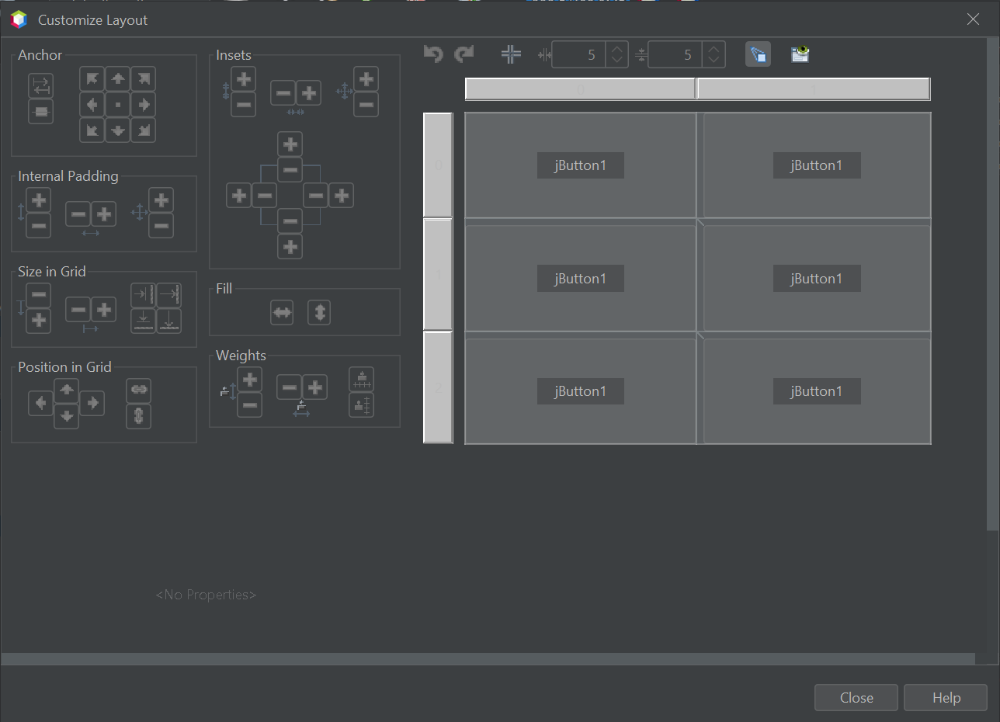 Customize Layout
Anchor
Insets
5
5
0
1
Internal Padding
0
jButton1
jButton1
Size in Grid
1
jButton1
jButton1
Fill
Position in Grid
Weights
2
jButton1
jButton1
<No Properties>
Close
Help